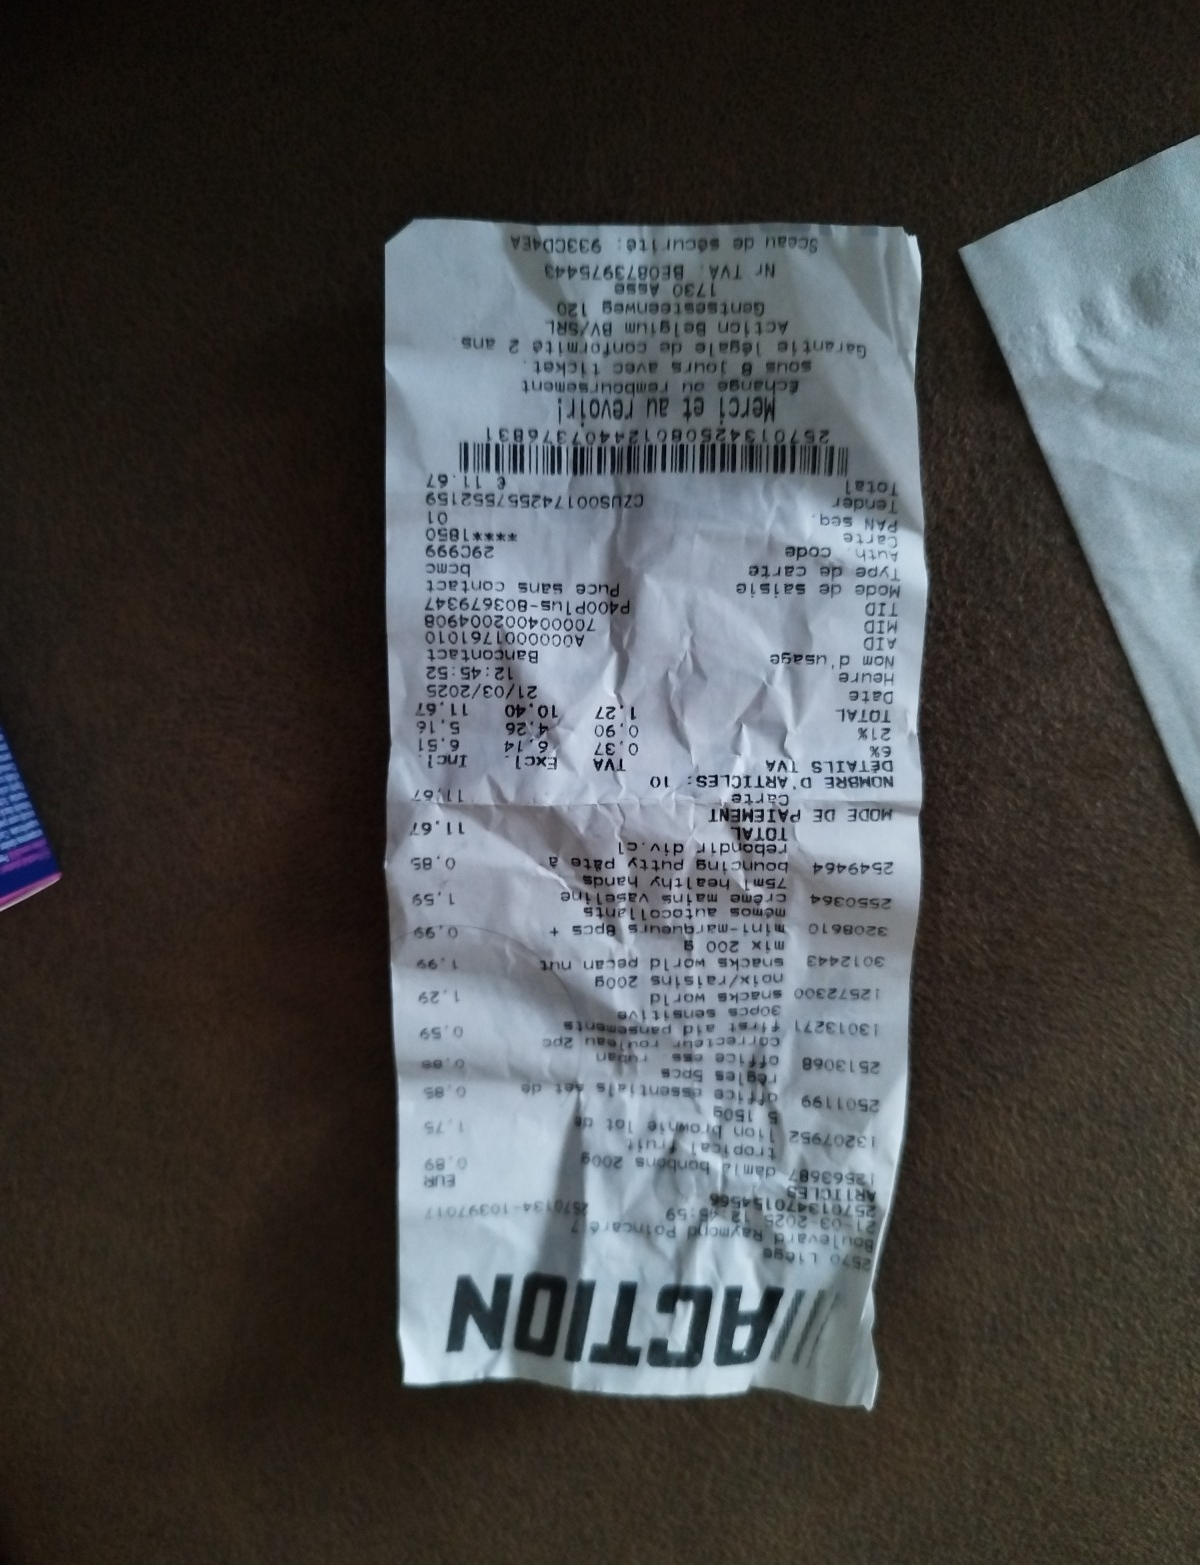 ACTION
2570 Liège
Boulevard Raymond Poincaré 7
21-03-2025 12:45:59 2570134-10397017
257013470154566
ARTICLES EUR
12563687 damla bonbons 200g 0,89
tropical fruit
13207952 lion brownie lot de 1,75
5 150g
2501199 office essentials set de 0,85
règles 5pcs
2513068 office ess. ruban 0,88
correcteur rouleau 2pc
13013271 first aid pansements 0,59
30pcs sensitive
12572300 snacks world 1,29
noix/raisins 200g
3012443 snacks world pecan nut 1,99
mix 200 g
3208610 mini-marqueurs 8pcs + 0,99
mémos autocollants
2550364 crème mains vaseline 1,59
75ml healthy hands
2549464 bouncing putty pâte à 0,85
rebondir div.cl
TOTAL 11,67
MODE DE PAIEMENT
Carte 11,67
NOMBRE D'ARTICLES: 10
DÉTAILS TVA TVA Excl. Incl.
6% 0,37 6,14 6,51
21% 0,90 4,26 5,16
TOTAL 1,27 10,40 11,67
Date 21/03/2025
Heure 12:45:52
Nom d'usage Bancontact
AID A0000001761010
MID 7000040020049​08
TID P400Plus-803679347
Mode de saisie Puce sans contact
Type de carte bcmc
Auth. code 29C999
Carte ****1850
PAN seq. 01
Tender CZUS001742557552159
Total € 11.67
2570134250801244073​76831
Merci et au revoir!
Échange ou remboursement
sous 8 jours avec ticket.
Garantie légale de conformité 2 ans.
Action Belgium BV/SRL
Gentsesteenweg 120
1730 Asse
Nr TVA: BE0873975443
Sceau de sécurité: 933CD4EA